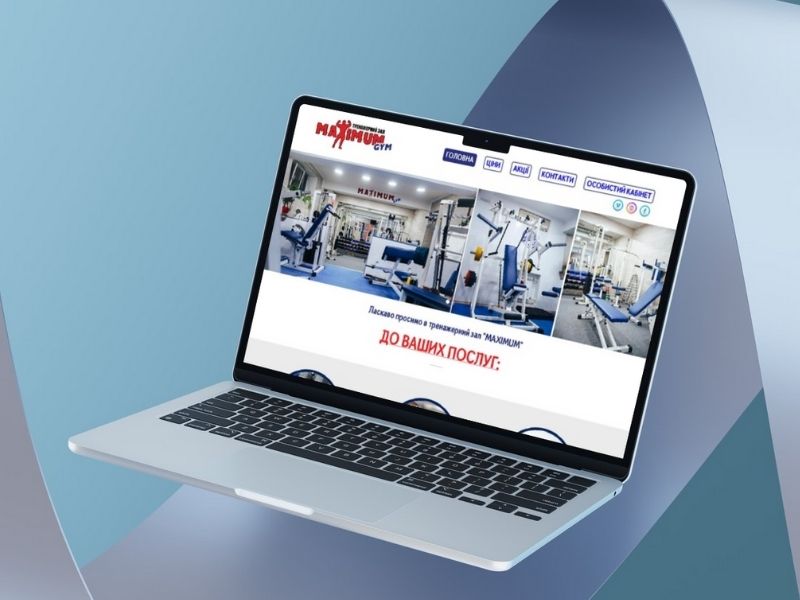 ТРЕНАЖЕРНИЙ ЗАЛ
MAXIMUM
GYM
ГОЛОВНА
ЦІНИ
АКЦІЇ
КОНТАКТИ
ОСОБИСТИЙ КАБІНЕТ
MAXIMUM
Ласкаво просимо в тренажерний зал "MAXIMUM"
ДО ВАШИХ ПОСЛУГ: